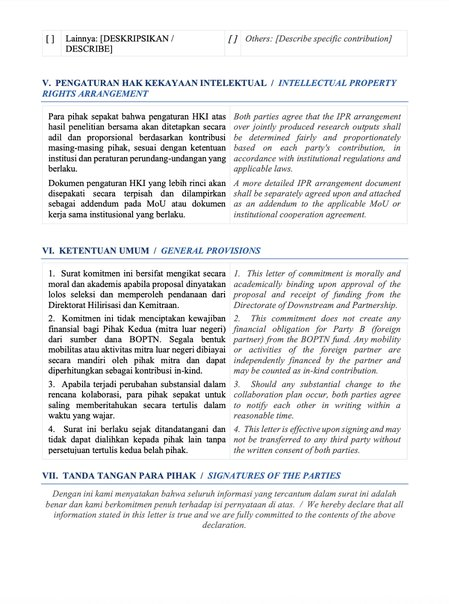 [ ] Lainnya: [DESKRIPSIKAN /
DESCRIBE]
[ ] Others: [Describe specific contribution]
V. PENGATURAN HAK KEKAYAAN INTELEKTUAL / INTELLECTUAL PROPERTY
RIGHTS ARRANGEMENT
Para pihak sepakat bahwa pengaturan HKI atas
hasil penelitian bersama akan ditetapkan secara
adil dan proporsional berdasarkan kontribusi
masing-masing pihak, sesuai dengan ketentuan
institusi dan peraturan perundang-undangan yang
berlaku.
Both parties agree that the IPR arrangement
over jointly produced research outputs shall
be determined fairly and proportionately
based on each party's contribution, in
accordance with institutional regulations and
applicable laws.
Dokumen pengaturan HKI yang lebih rinci akan
disepakati secara terpisah dan dilampirkan
sebagai addendum pada MoU atau dokumen
kerja sama institusional yang berlaku.
A more detailed IPR arrangement document
shall be separately agreed upon and attached
as an addendum to the applicable MoU or
institutional cooperation agreement.
VI. KETENTUAN UMUM / GENERAL PROVISIONS
1. Surat komitmen ini bersifat mengikat secara
moral dan akademis apabila proposal dinyatakan
lolos seleksi dan memperoleh pendanaan dari
Direktorat Hilirisasi dan Kemitraan.
1. This letter of commitment is morally and
academically binding upon approval of the
proposal and receipt of funding from the
Directorate of Downstream and Partnership.
2. Komitmen ini tidak menciptakan kewajiban
finansial bagi Pihak Kedua (mitra luar negeri)
dari sumber dana BOPTN. Segala bentuk
mobilitas atau aktivitas mitra luar negeri dibiayai
secara mandiri oleh pihak mitra dan dapat
diperhitungkan sebagai kontribusi in-kind.
2. This commitment does not create any
financial obligation for Party B (foreign
partner) from the BOPTN fund. Any mobility
or activities of the foreign partner are
independently financed by the partner and
may be counted as in-kind contribution.
3. Apabila terjadi perubahan substansial dalam
rencana kolaborasi, para pihak sepakat untuk
saling memberitahukan secara tertulis dalam
waktu yang wajar.
3. Should any substantial change to the
collaboration plan occur, both parties agree
to notify each other in writing within a
reasonable time.
4. Surat ini berlaku sejak ditandatangani dan
tidak dapat dialihkan kepada pihak lain tanpa
persetujuan tertulis kedua belah pihak.
4. This letter is effective upon signing and may
not be transferred to any third party without
the written consent of both parties.
VII. TANDA TANGAN PARA PIHAK / SIGNATURES OF THE PARTIES
Dengan ini kami menyatakan bahwa seluruh informasi yang tercantum dalam surat ini adalah
benar dan kami berkomitmen penuh terhadap isi pernyataan di atas. / We hereby declare that all
information stated in this letter is true and we are fully committed to the contents of the above
declaration.